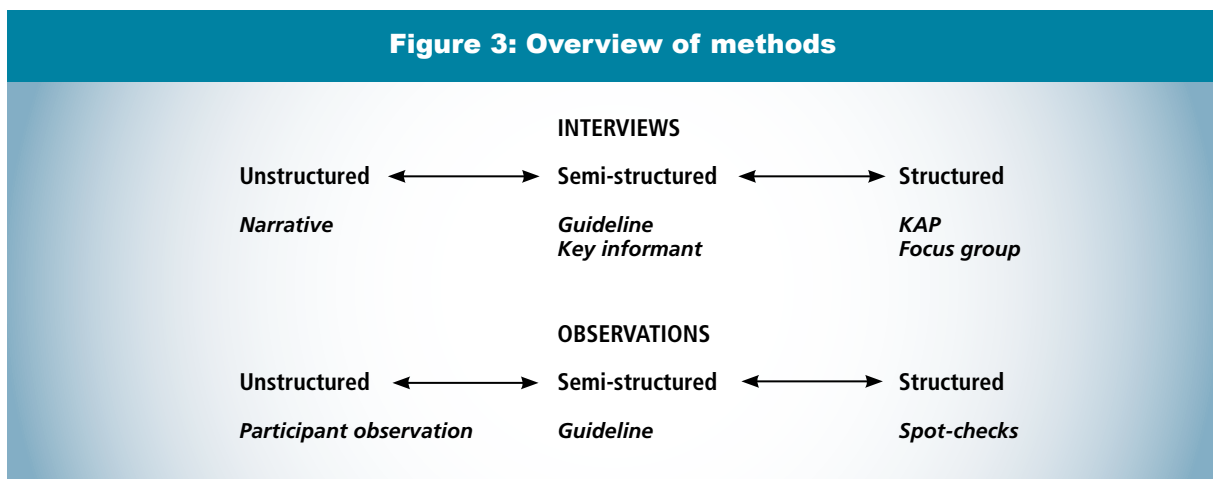 Figure 3: Overview of methods
INTERVIEWS
Unstructured Semi-structured Structured
Narrative Guideline KAP
Key informant Focus group
OBSERVATIONS
Unstructured Semi-structured Structured
Participant observation Guideline Spot-checks